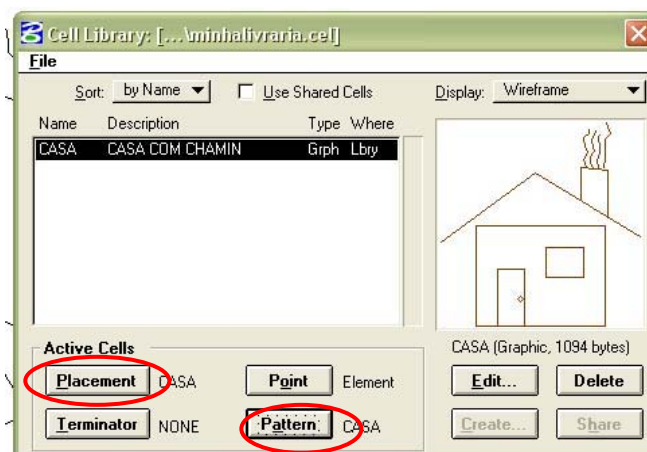 Cell Library: [...\minhalivraria.cel]
File
Sort: by Name Use Shared Cells Display: Wireframe
Name Description Type Where
CASA CASA COM CHAMIN Grph Lbry
Active Cells
CASA (Graphic, 1094 bytes)
Placement CASA Point Element Edit... Delete
Terminator NONE Pattern CASA Create... Share